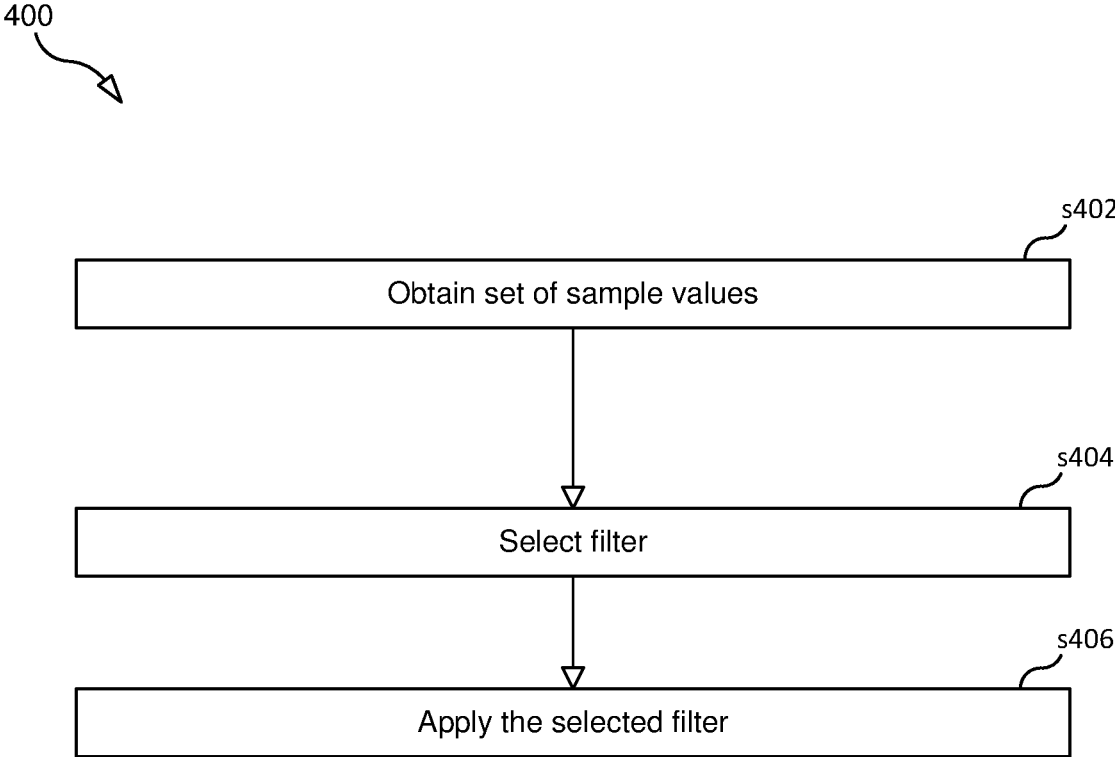 400
s402
Obtain set of sample values
s404
Select filter
s406
Apply the selected filter